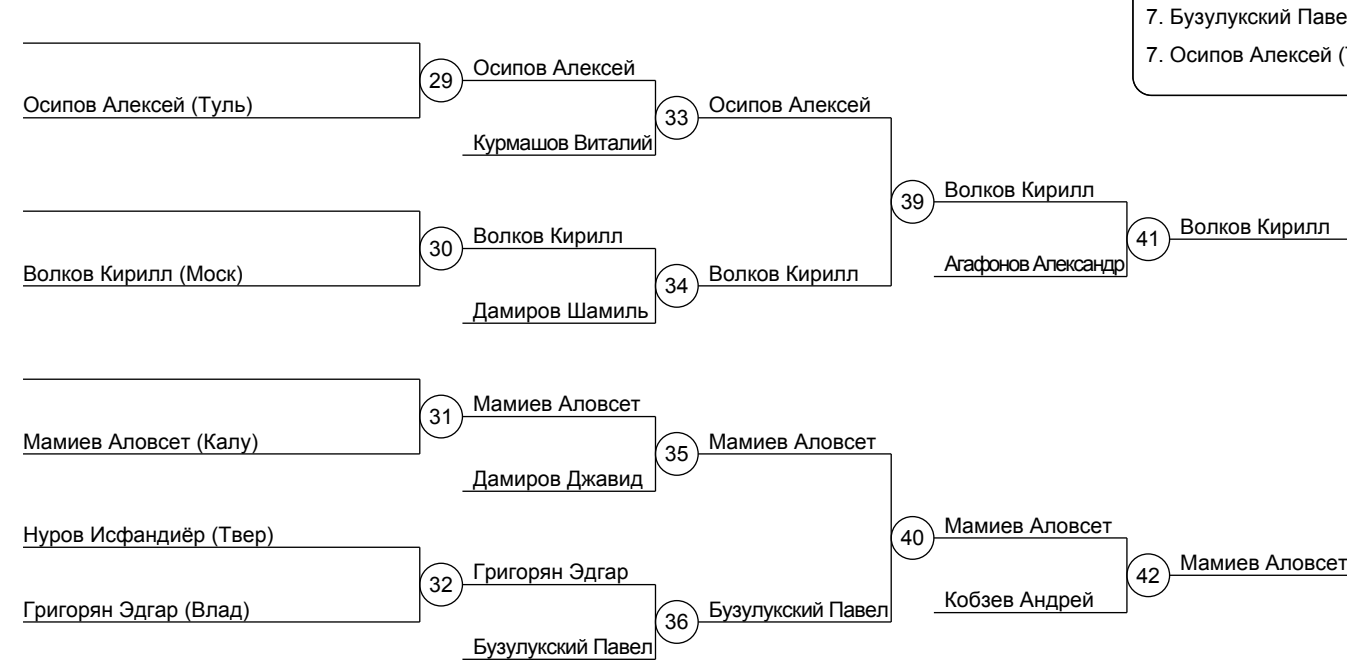 7. Бузулукский Паве
7. Осипов Алексей (
29 Осипов Алексей
Осипов Алексей (Туль)
33 Осипов Алексей
Курмашов Виталий
39 Волков Кирилл
30 Волков Кирилл
41 Волков Кирилл
Волков Кирилл (Моск)
34 Волков Кирилл
Агафонов Александр
Дамиров Шамиль
31 Мамиев Аловсет
Мамиев Аловсет (Калу)
35 Мамиев Аловсет
Дамиров Джавид
Нуров Исфандиёр (Твер)
40 Мамиев Аловсет
32 Григорян Эдгар
42 Мамиев Аловсет
Григорян Эдгар (Влад)
36 Бузулукский Павел
Кобзев Андрей
Бузулукский Павел